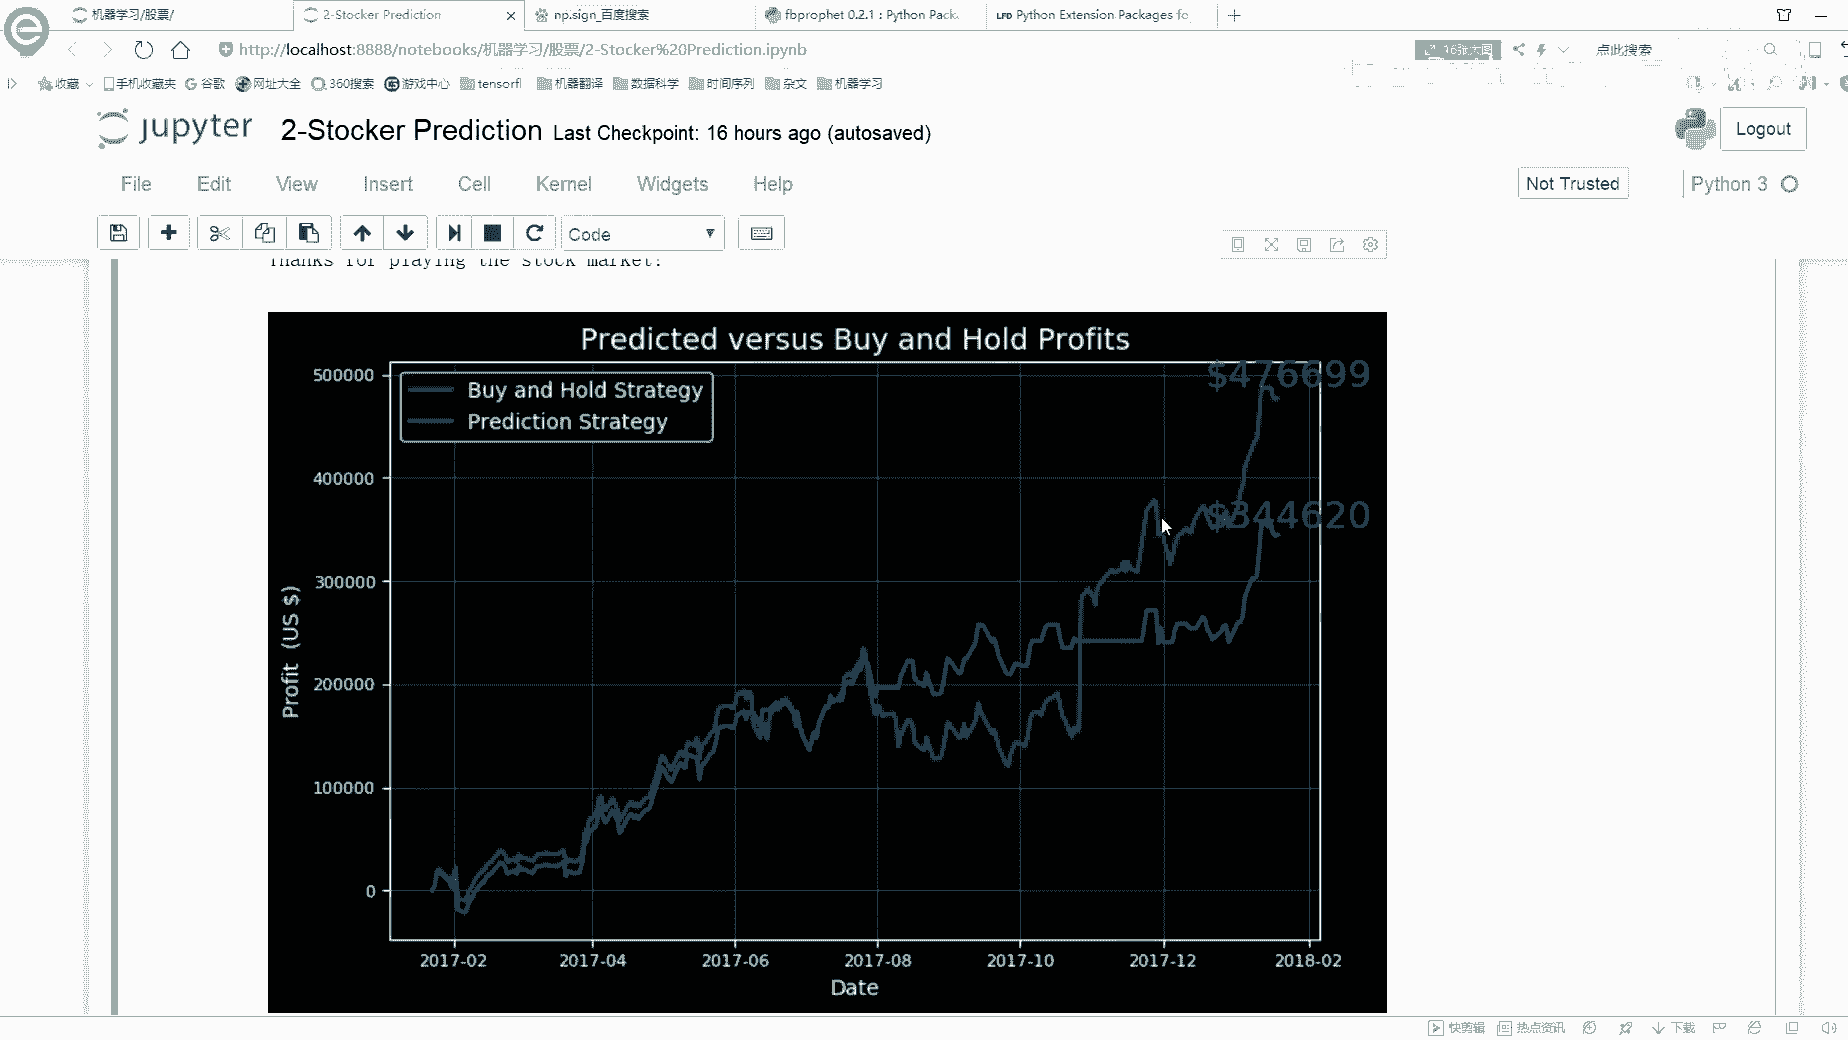 机器学习/股票/
2-Stocker Prediction
np.sign_百度搜索
fbprophet 0.2.1 : Python Pack
LFD Python Extension Packages fo
http://localhost:8888/notebooks/机器学习/股票/2-Stocker%20Prediction.ipynb
16张大图
点此搜索
收藏
手机收藏夹
谷歌
网址大全
360搜索
游戏中心
tensorfl
机器翻译
数据科学
时间序列
杂文
机器学习
jupyter
2-Stocker Prediction
Last Checkpoint: 16 hours ago (autosaved)
Logout
File
Edit
View
Insert
Cell
Kernel
Widgets
Help
Not Trusted
Python 3
Code
Thanks for playing the stock market!
Predicted versus Buy and Hold Profits
Buy and Hold Strategy
Prediction Strategy
$476699
$344620
500000
400000
300000
200000
100000
0
Profit (US $)
2017-02
2017-04
2017-06
2017-08
2017-10
2017-12
2018-02
Date
快剪辑
热点资讯
下载